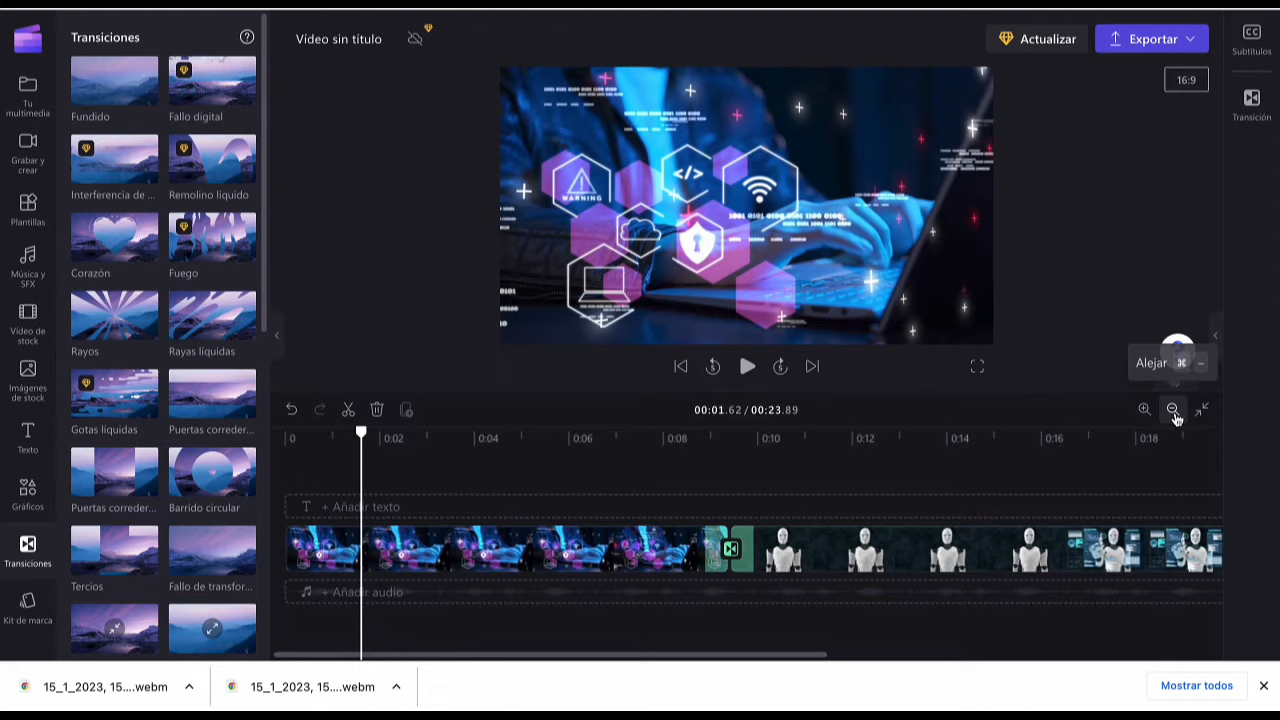 Transiciones
Vídeo sin título
Actualizar
Exportar
Subtítulos
16:9
Transición
Tu multimedia
Grabar y crear
Plantillas
Música y SFX
Vídeo de stock
Imágenes de stock
Texto
Gráficos
Transiciones
Kit de marca
Fundido
Fallo digital
Interferencia de ...
Remolino líquido
Corazón
Fuego
Rayos
Rayas líquidas
Gotas líquidas
Puertas correder...
Puertas correder...
Barrido circular
Tercios
Fallo de transfor...
WARNING
</>
Alejar ⌘ –
00:01.62 / 00:23.89
0
0:02
0:04
0:06
0:08
0:10
0:12
0:14
0:16
0:18
T + Añadir texto
+ Añadir audio
15_1_2023, 15....webm
15_1_2023, 15....webm
Mostrar todos